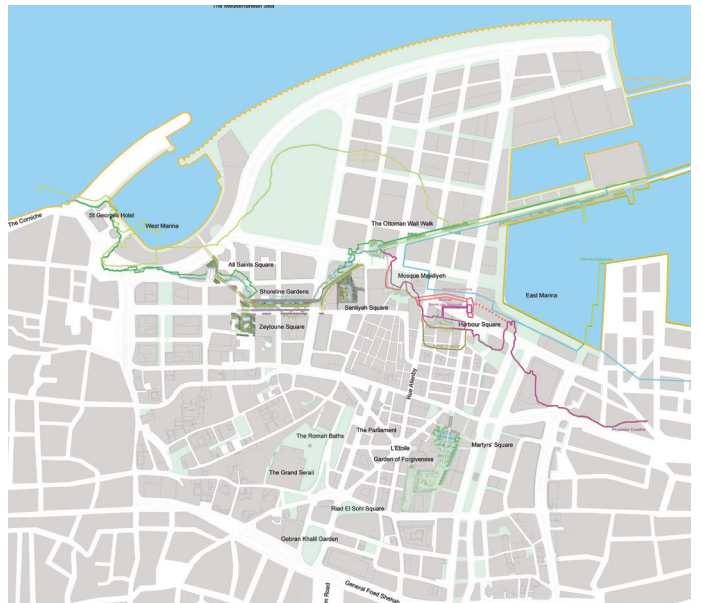 The Mediterranean Sea
The Corniche
St Georges Hotel
West Marina
The Ottoman Wall Walk
All Saints Square
Mosque Majidiyeh
Shoreline Gardens
East Marina
Santiyah Square
Harbour Square
Zeytoune Square
Rue Allenby
The Parliament
The Roman Baths
L'Etoile
Martyrs' Square
Garden of Forgiveness
The Grand Serail
Riad El Sohl Square
Gebran Khalil Garden
General Foed Shehab